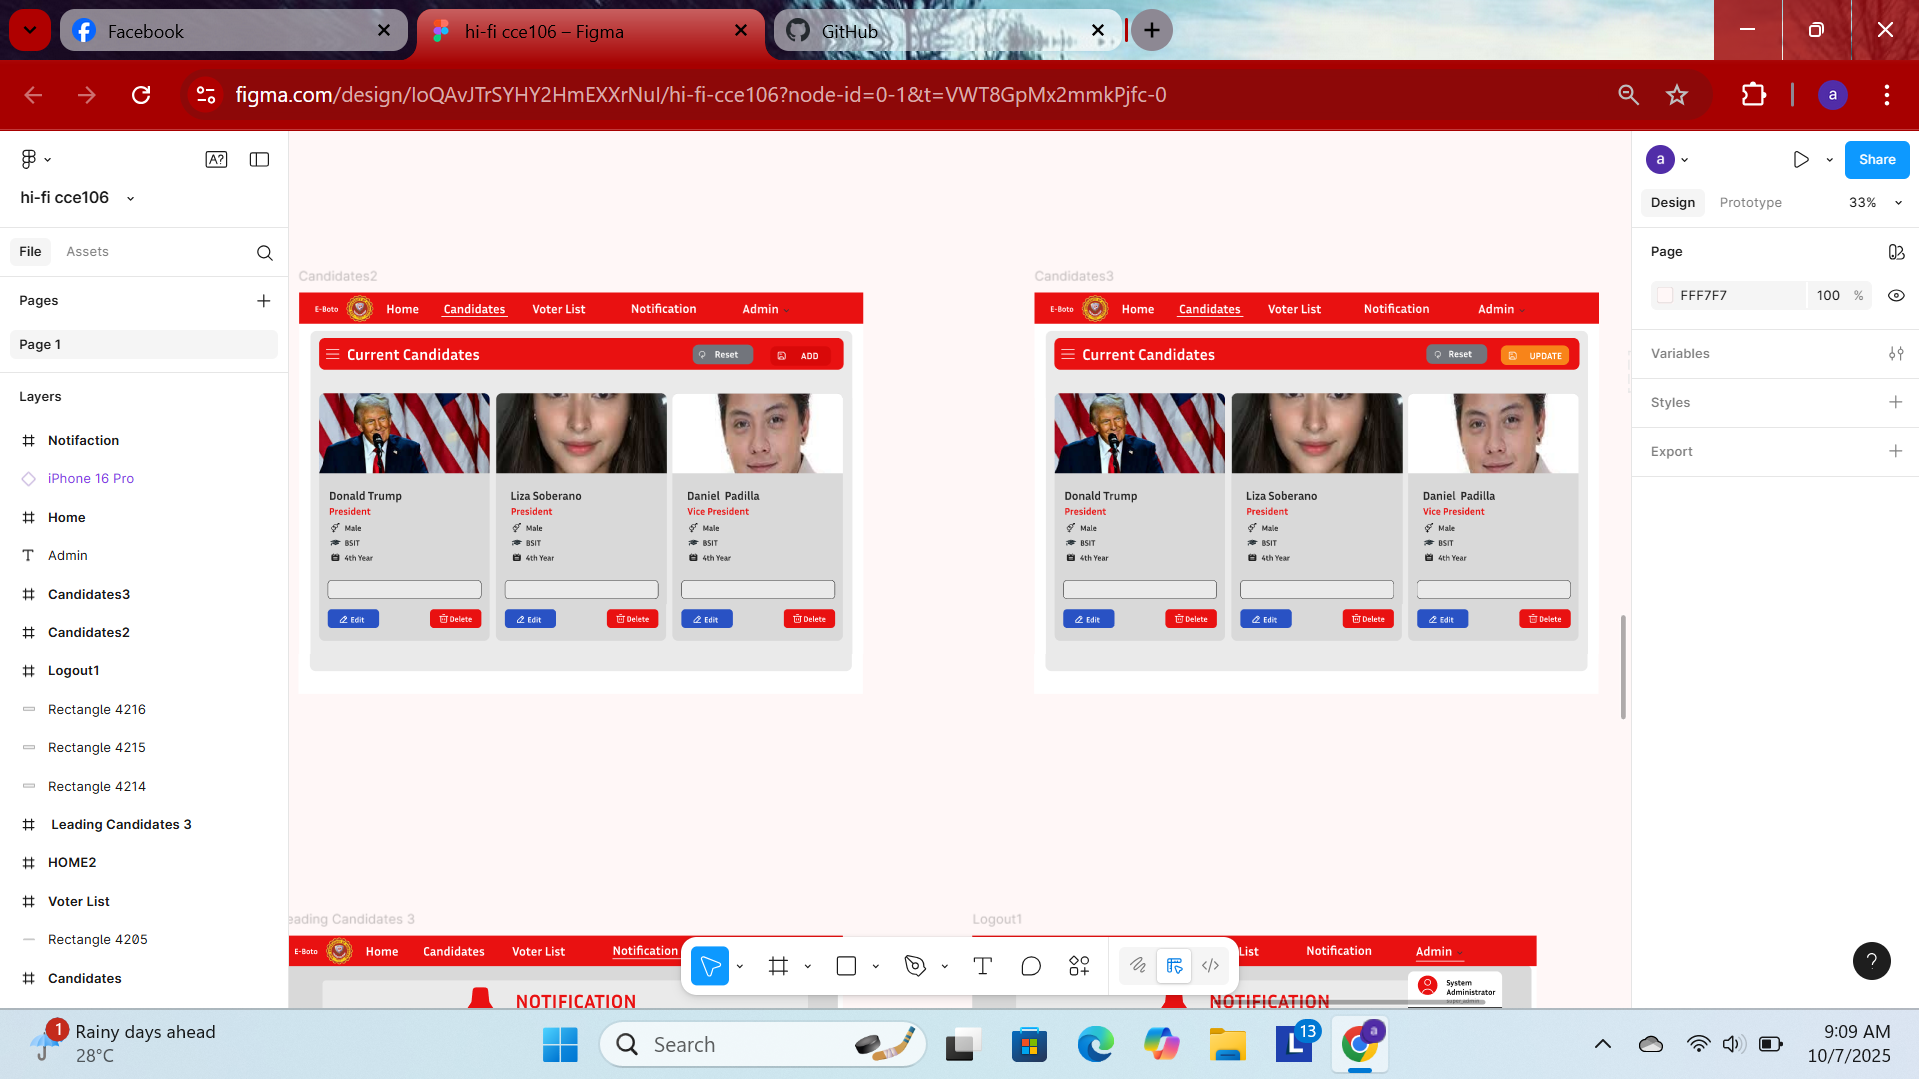 Facebook
hi-fi cce106 – Figma
GitHub
figma.com/design/IoQAvJTrSYHY2HmEXXrNul/hi-fi-cce106?node-id=0-1&t=VWT8GpMx2mmkPjfc-0
a
A?
hi-fi cce106
File
Assets
Pages
Page 1
Layers
Notifaction
iPhone 16 Pro
Home
Admin
Candidates3
Candidates2
Logout1
Rectangle 4216
Rectangle 4215
Rectangle 4214
Leading Candidates 3
HOME2
Voter List
Rectangle 4205
Candidates
Candidates2
E-Boto Home Candidates Voter List Notification Admin
Current Candidates Reset ADD
Donald Trump
President
Male
BSIT
4th Year
Edit Delete
Liza Soberano
President
Male
BSIT
4th Year
Edit Delete
Daniel Padilla
Vice President
Male
BSIT
4th Year
Edit Delete
Candidates3
E-Boto Home Candidates Voter List Notification Admin
Current Candidates Reset UPDATE
Donald Trump
President
Male
BSIT
4th Year
Edit Delete
Liza Soberano
President
Male
BSIT
4th Year
Edit Delete
Daniel Padilla
Vice President
Male
BSIT
4th Year
Edit Delete
eading Candidates 3
E-Boto Home Candidates Voter List Notification
NOTIFICATION
Logout1
List Notification Admin
NOTIFICATION
System
Administrator
a
Share
Design
Prototype
33%
Page
FFF7F7 100 %
Variables
Styles
Export
?
1
Rainy days ahead
28°C
Search
L
13
a
9:09 AM
10/7/2025